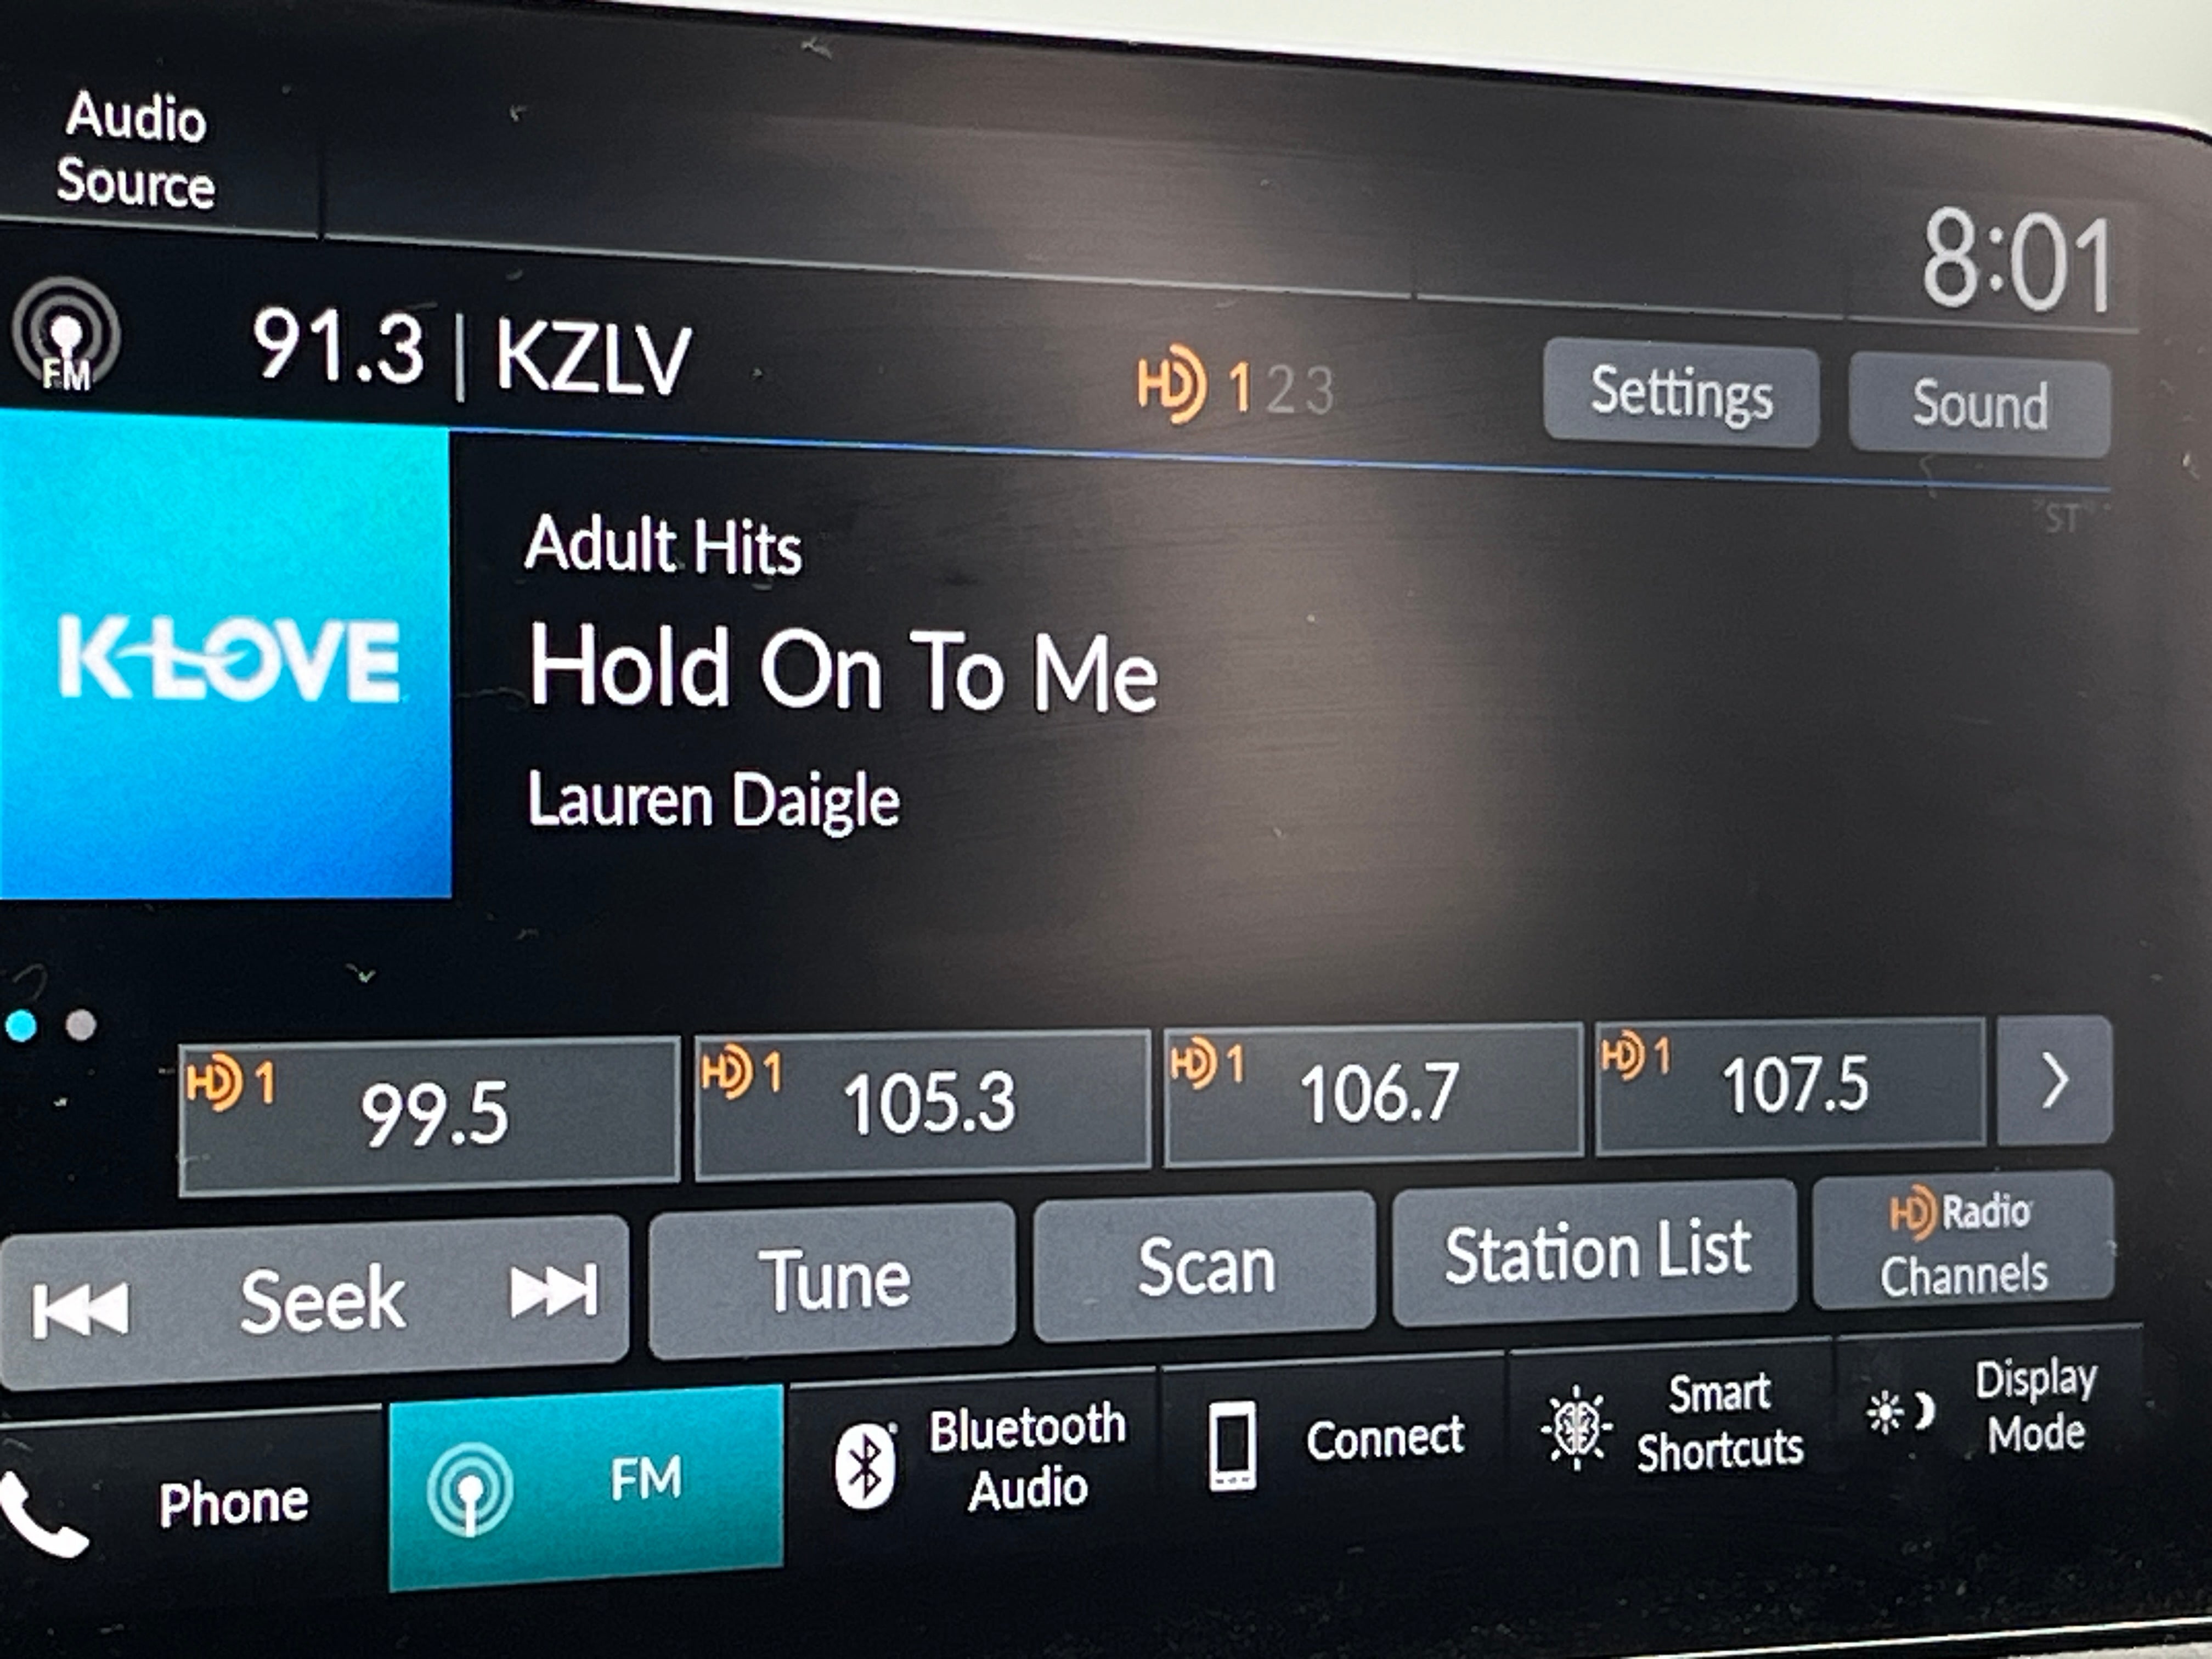 Audio
Source
8:01
FM
91.3 | KZLV
HD 1 2 3
Settings
Sound
ST
K-LOVE
Adult Hits
Hold On To Me
Lauren Daigle
HD 1 99.5
HD 1 105.3
HD 1 106.7
HD 1 107.5
Seek
Tune
Scan
Station List
HD Radio
Channels
Phone
FM
Bluetooth
Audio
Connect
Smart
Shortcuts
Display
Mode